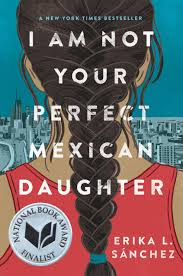 A NEW YORK TIMES BESTSELLER
I AM NOT
YOUR
PERFECT
MEXICAN
DAUGHTER
NATIONAL BOOK AWARD
FINALIST
ERIKA L.
SÁNCHEZ